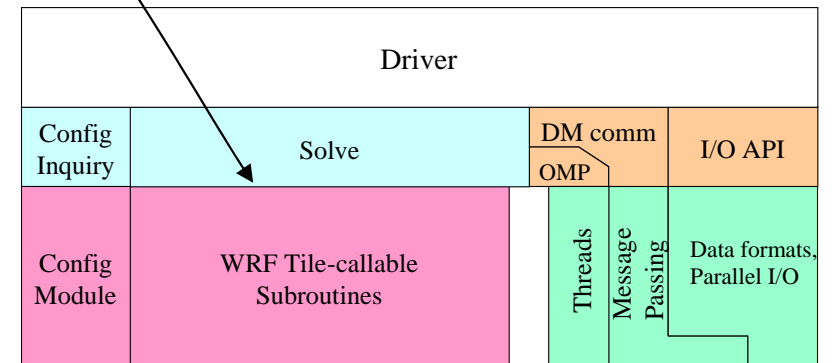 Driver
Config
Inquiry
Solve
DM comm
OMP
I/O API
Config
Module
WRF Tile-callable
Subroutines
Threads
Message
Passing
Data formats,
Parallel I/O